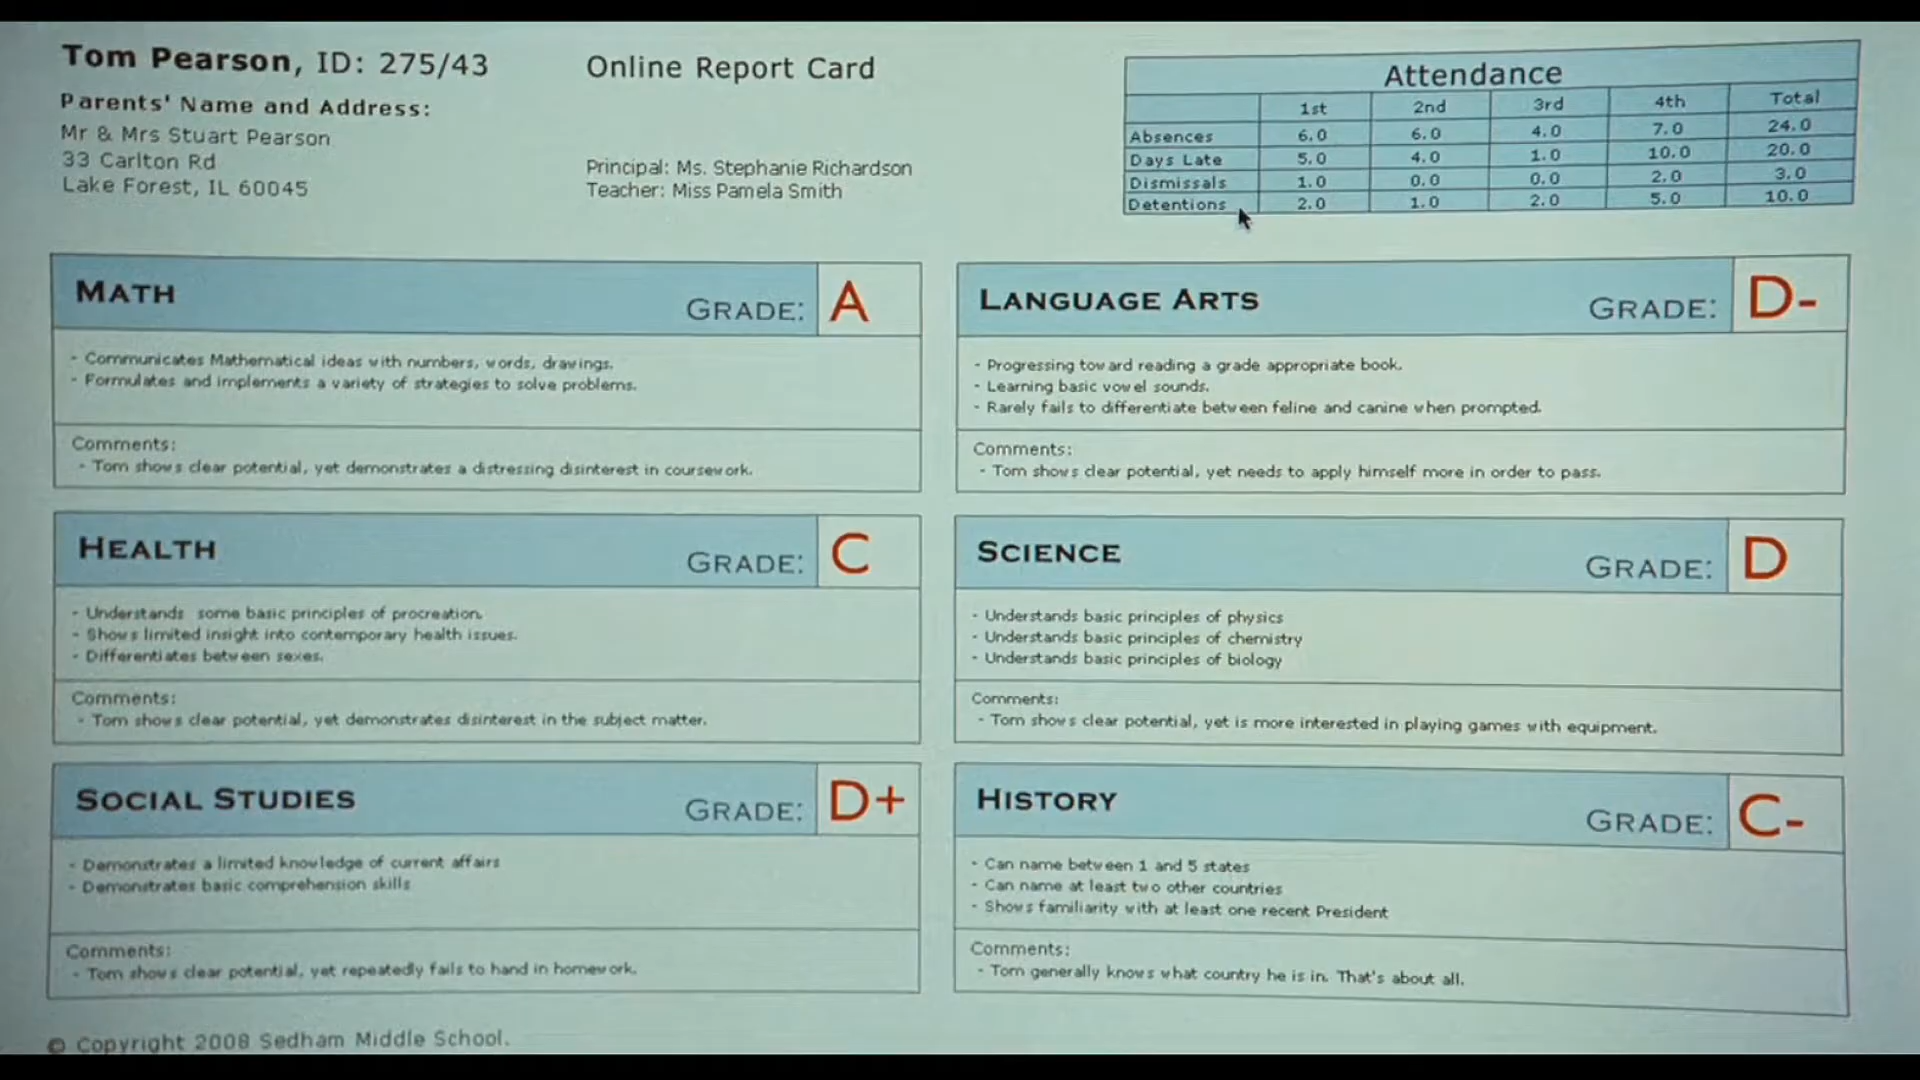 Tom Pearson, ID: 275/43
Parents' Name and Address:
Mr & Mrs Stuart Pearson
33 Carlton Rd
Lake Forest, IL 60045
Online Report Card
Principal: Ms. Stephanie Richardson
Teacher: Miss Pamela Smith
Attendance
1st 2nd 3rd 4th Total
Absences 6.0 6.0 4.0 7.0 24.0
Days Late 5.0 4.0 1.0 10.0 20.0
Dismissals 1.0 0.0 0.0 2.0 3.0
Detentions 2.0 1.0 2.0 5.0 10.0
MATH GRADE: A
- Communicates Mathematical ideas with numbers, words, drawings.
- Formulates and implements a variety of strategies to solve problems.
Comments:
- Tom shows clear potential, yet demonstrates a distressing disinterest in coursework.
LANGUAGE ARTS GRADE: D-
- Progressing toward reading a grade appropriate book.
- Learning basic vowel sounds.
- Rarely fails to differentiate between feline and canine when prompted.
Comments:
- Tom shows clear potential, yet needs to apply himself more in order to pass.
HEALTH GRADE: C
- Understands some basic principles of procreation.
- Shows limited insight into contemporary health issues.
- Differentiates between sexes.
Comments:
- Tom shows clear potential, yet demonstrates disinterest in the subject matter.
SCIENCE GRADE: D
- Understands basic principles of physics
- Understands basic principles of chemistry
- Understands basic principles of biology
Comments:
- Tom shows clear potential, yet is more interested in playing games with equipment.
SOCIAL STUDIES GRADE: D+
- Demonstrates a limited knowledge of current affairs
- Demonstrates basic comprehension skills
Comments:
- Tom shows clear potential, yet repeatedly fails to hand in homework.
HISTORY GRADE: C-
- Can name between 1 and 5 states
- Can name at least two other countries
- Shows familiarity with at least one recent President
Comments:
- Tom generally knows what country he is in. That's about all.
© Copyright 2008 Sedham Middle School.